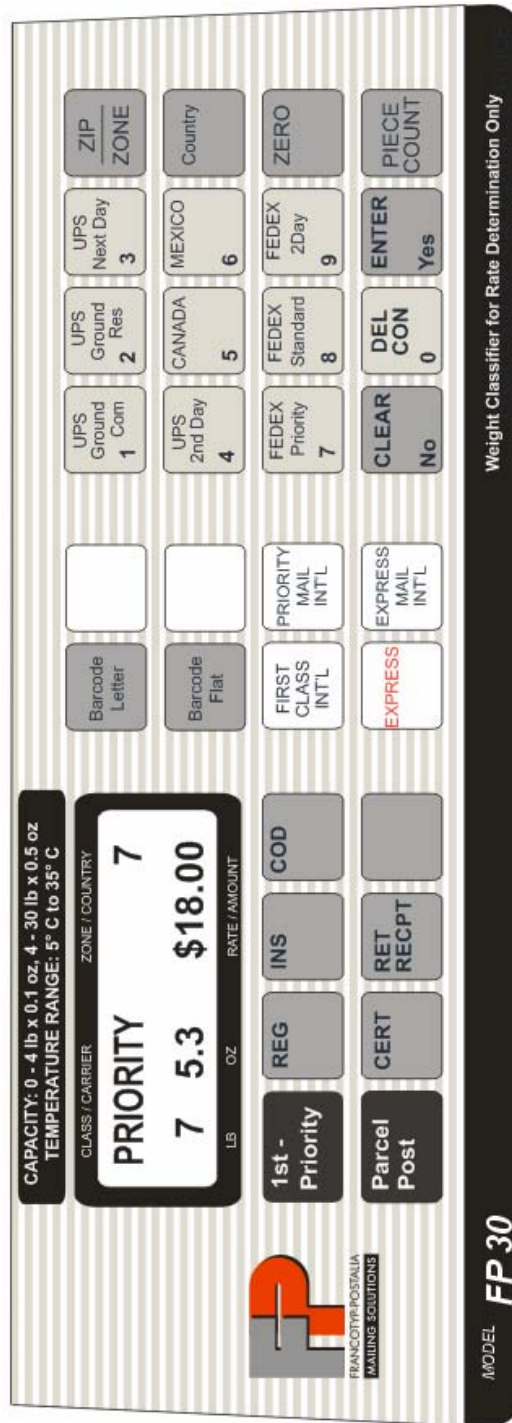 CAPACITY: 0 - 4 lb x 0.1 oz, 4 - 30 lb x 0.5 oz
TEMPERATURE RANGE: 5° C to 35° C
CLASS / CARRIER ZONE / COUNTRY
PRIORITY 7
7 5.3 $18.00
LB OZ RATE / AMOUNT
Barcode
Letter
UPS
Ground
Com
1
UPS
Ground
Res
2
UPS
Next Day
3
ZIP
ZONE
Barcode
Flat
UPS
2nd Day
4
CANADA
5
MEXICO
6
Country
FRANCOTYP-POSTALIA
MAILING SOLUTIONS
1st -
Priority
REG
INS
COD
FIRST
CLASS
INT'L
PRIORITY
MAIL
INT'L
FEDEX
Priority
7
FEDEX
Standard
8
FEDEX
2Day
9
ZERO
Parcel
Post
CERT
RET
RECPT
EXPRESS
EXPRESS
MAIL
INT'L
CLEAR
No
DEL
CON
0
ENTER
Yes
PIECE
COUNT
MODEL FP 30
Weight Classifier for Rate Determination Only